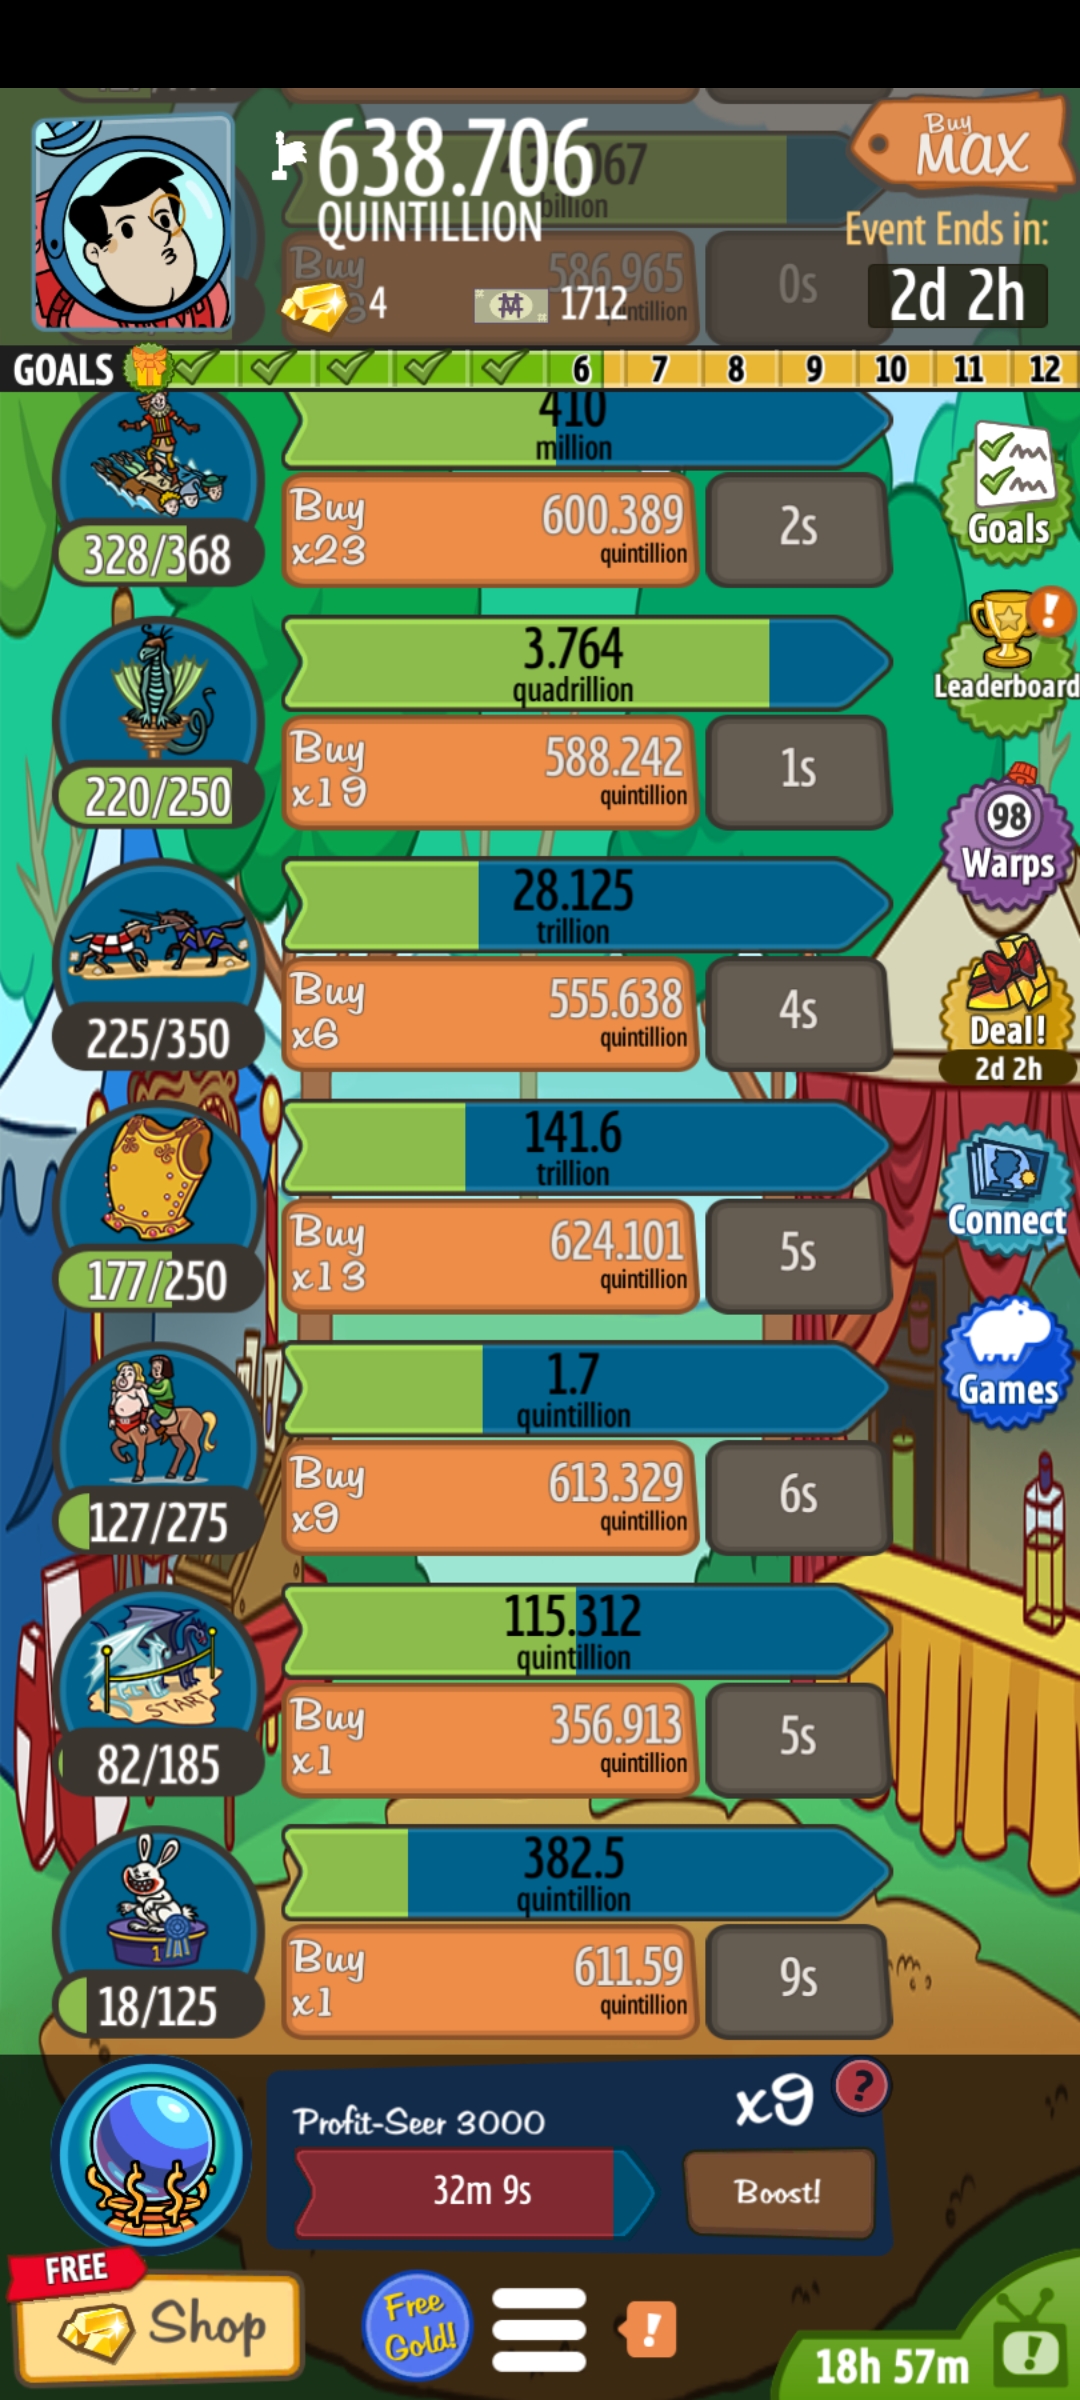 638.706
QUINTILLION
Buy
MAX
Event Ends in:
2d 2h
4
1712
billion
Buy
586.965
0s
GOALS
6
7
8
9
10
11
12
410
million
328/368
Buy
x23
600.389
quintillion
2s
Goals
3.764
quadrillion
220/250
Buy
x19
588.242
quintillion
1s
!
Leaderboard
28.125
trillion
225/350
Buy
x6
555.638
quintillion
4s
98
Warps
Deal!
2d 2h
141.6
trillion
177/250
Buy
x13
624.101
quintillion
5s
Connect
1.7
quintillion
127/275
Buy
x9
613.329
quintillion
6s
Games
115.312
quintillion
START
82/185
Buy
x1
356.913
quintillion
5s
382.5
quintillion
1
18/125
Buy
x1
611.59
quintillion
9s
Profit-Seer 3000
x9
?
32m 9s
Boost!
FREE
Shop
Free
Gold!
!
18h 57m
!